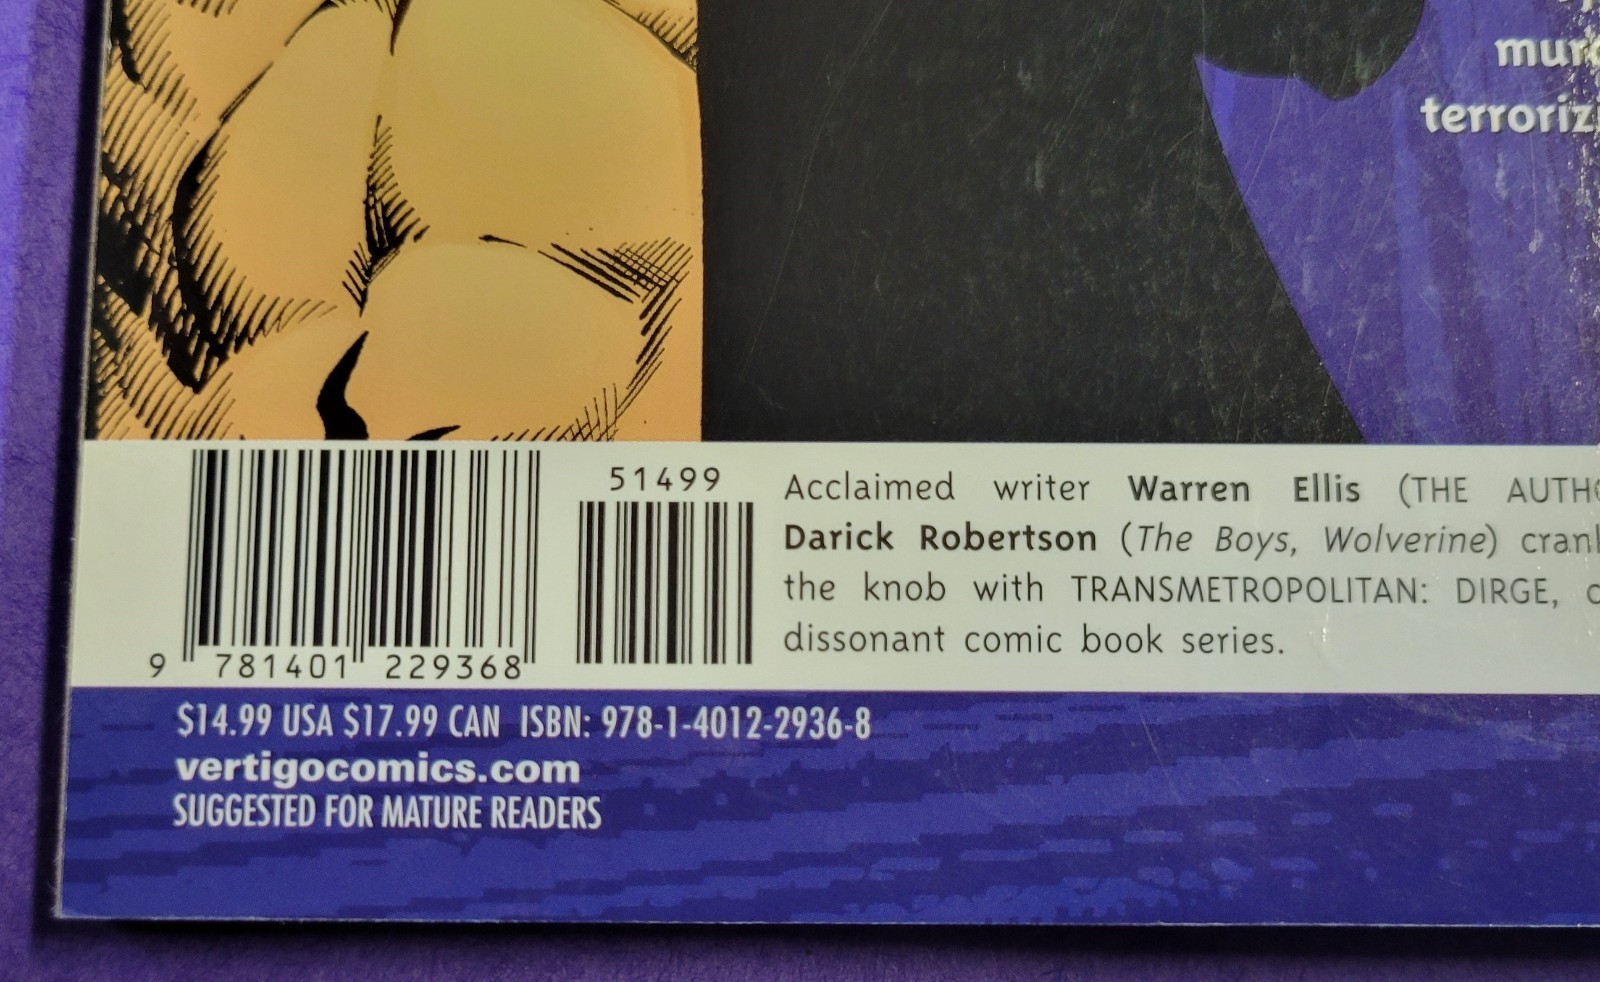 51499
Acclaimed writer Warren Ellis (THE
Darick Robertson (The Boys, Wolverine)
the knob with TRANSMETROPOLITAN: DIRGE,
dissonant comic book series.
9 781401 229368
$14.99 USA $17.99 CAN ISBN: 978-1-4012-2936-8
vertigocomics.com
SUGGESTED FOR MATURE READERS